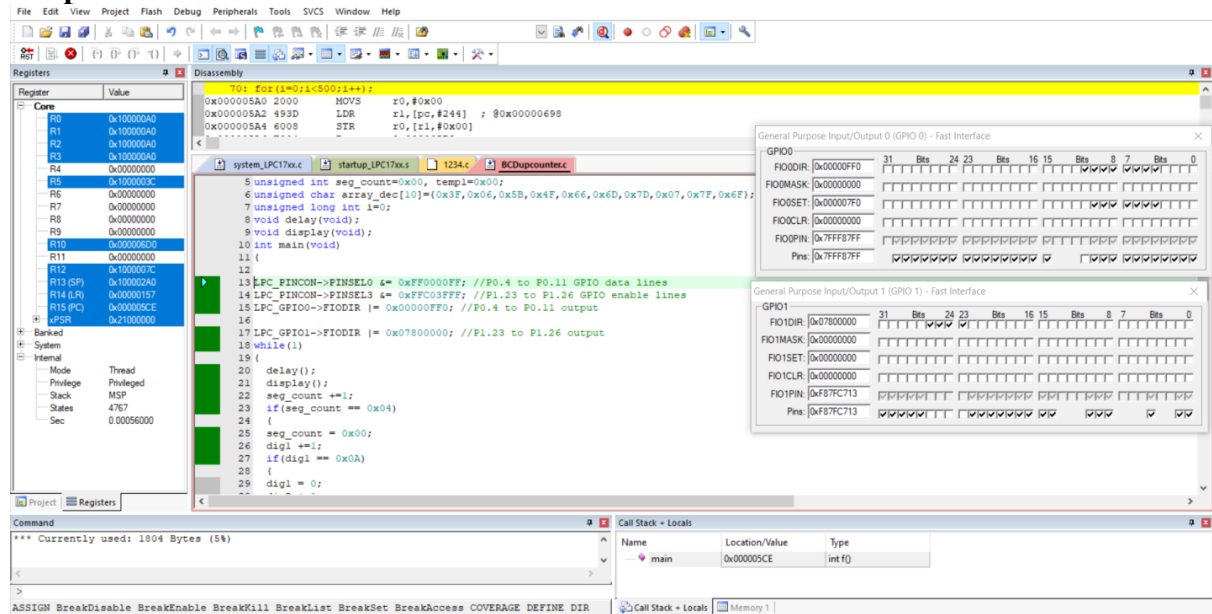 File Edit View Project Flash Debug Peripherals Tools SVCS Window Help
RST
Registers
Register Value
Core
R0 0x100000A0
R1 0x100000A0
R2 0x100000A0
R3 0x100000A0
R4 0x00000000
R5 0x1000003C
R6 0x00000000
R7 0x00000000
R8 0x00000000
R9 0x00000000
R10 0x000006D0
R11 0x00000000
R12 0x1000007C
R13 (SP) 0x100002A0
R14 (LR) 0x00000157
R15 (PC) 0x000005CE
xPSR 0x21000000
Banked
System
Internal
Mode Thread
Privilege Privileged
Stack MSP
States 4767
Sec 0.00056000
Project Registers
Disassembly
70: for(i=0;i<500;i++);
0x000005A0 2000 MOVS r0,#0x00
0x000005A2 493D LDR r1,[pc,#244] ; @0x00000698
0x000005A4 6008 STR r0,[r1,#0x00]
system_LPC17xx.c startup_LPC17xx.s 1234.c BCDupcounter.c
5 unsigned int seg_count=0x00, temp1=0x00;
6 unsigned char array_dec[10]={0x3F,0x06,0x5B,0x4F,0x66,0x6D,0x7D,0x07,0x7F,0x6F};
7 unsigned long int i=0;
8 void delay(void);
9 void display(void);
10 int main(void)
11 {
12
13 LPC_PINCON->PINSEL0 &= 0xFF0000FF; //P0.4 to P0.11 GPIO data lines
14 LPC_PINCON->PINSEL3 &= 0xFFC03FFF; //P1.23 to P1.26 GPIO enable lines
15 LPC_GPIO0->FIODIR |= 0x00000FF0; //P0.4 to P0.11 output
16
17 LPC_GPIO1->FIODIR |= 0x07800000; //P1.23 to P1.26 output
18 while(1)
19 {
20 delay();
21 display();
22 seg_count +=1;
23 if(seg_count == 0x04)
24 {
25 seg_count = 0x00;
26 dig1 +=1;
27 if(dig1 == 0x0A)
28 {
29 dig1 = 0;
General Purpose Input/Output 0 (GPIO 0) - Fast Interface
GPIO0
31 Bits 24 23 Bits 16 15 Bits 8 7 Bits 0
FIO0DIR: 0x00000FF0
FIO0MASK: 0x00000000
FIO0SET: 0x000007F0
FIO0CLR: 0x00000000
FIO0PIN: 0x7FFF87FF
Pins: 0x7FFF87FF
General Purpose Input/Output 1 (GPIO 1) - Fast Interface
GPIO1
31 Bits 24 23 Bits 16 15 Bits 8 7 Bits 0
FIO1DIR: 0x07800000
FIO1MASK: 0x00000000
FIO1SET: 0x00000000
FIO1CLR: 0x00000000
FIO1PIN: 0xF87FC713
Pins: 0xF87FC713
Command
*** Currently used: 1804 Bytes (5%)
>
ASSIGN BreakDisable BreakEnable BreakKill BreakList BreakSet BreakAccess COVERAGE DEFINE DIR
Call Stack + Locals
Name Location/Value Type
main 0x000005CE int f()
Call Stack + Locals Memory 1